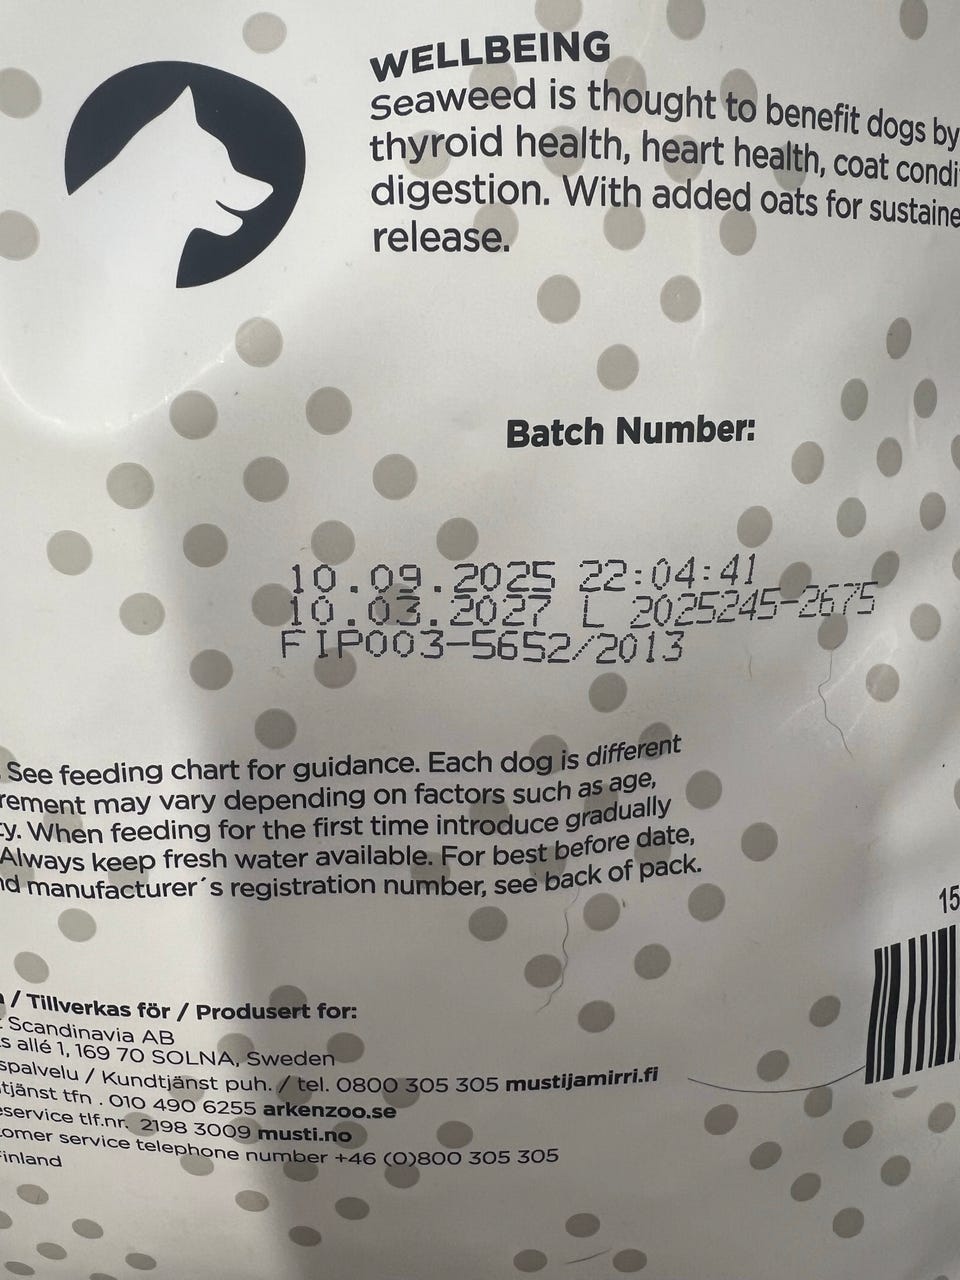 WELLBEING
Seaweed is thought to benefit dogs by
thyroid health, heart health, coat condi
digestion. With added oats for sustaine
release.
Batch Number:
10.09.2025 22:04:41
10.03.2027 L 2025245-2675
FIP003-5652/2013
See feeding chart for guidance. Each dog is different
rement may vary depending on factors such as age,
y. When feeding for the first time introduce gradually
Always keep fresh water available. For best before date,
nd manufacturer´s registration number, see back of pack.
15
/ Tillverkas för / Produsert for:
Scandinavia AB
s allé 1, 169 70 SOLNA, Sweden
spalvelu / Kundtjänst puh. / tel. 0800 305 305 mustijamirri.fi
tjänst tfn . 010 490 6255 arkenzoo.se
eservice tlf.nr. 2198 3009 musti.no
omer service telephone number +46 (0)800 305 305
Finland